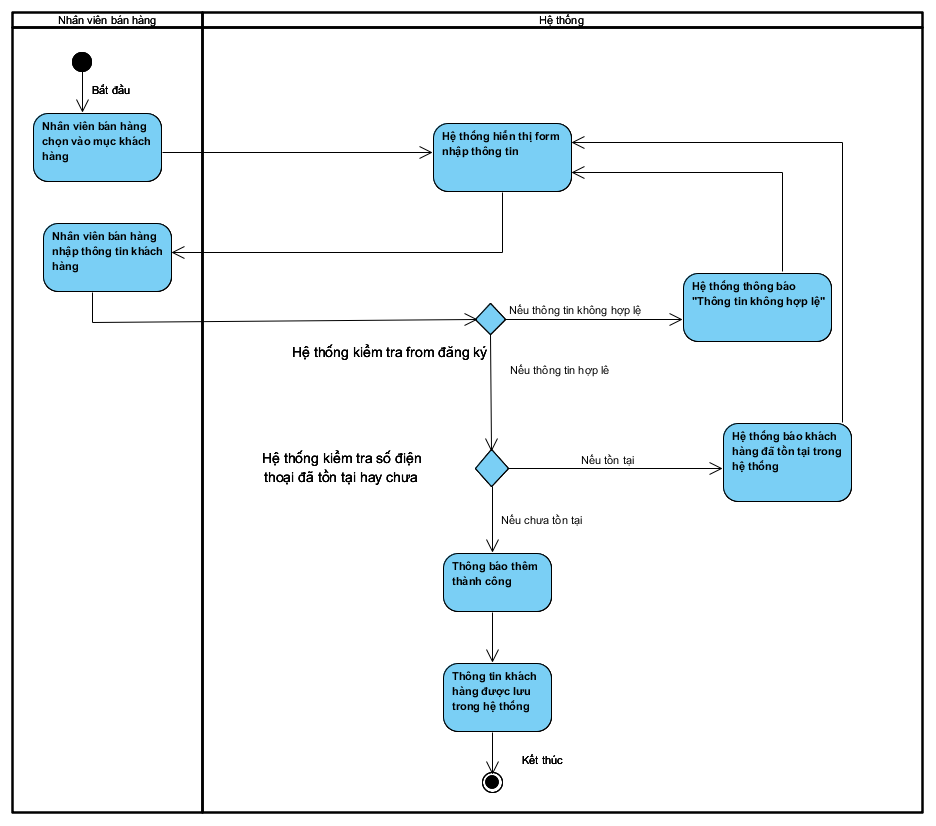 Nhân viên bán hàng
Hệ thống
Bắt đầu
Nhân viên bán hàng
chọn vào mục khách
hàng
Hệ thống hiển thị form
nhập thông tin
Nhân viên bán hàng
nhập thông tin khách
hàng
Hệ thống thông báo
"Thông tin không hợp lệ"
Nếu thông tin không hợp lệ
Hệ thống kiểm tra from đăng ký
Nếu thông tin hợp lê
Hệ thống báo khách
hàng đã tồn tại trong
hệ thống
Hệ thống kiểm tra số điện
thoại đã tồn tại hay chưa
Nếu tồn tại
Nếu chưa tồn tại
Thông báo thêm
thành công
Thông tin khách
hàng được lưu
trong hệ thống
Kết thúc